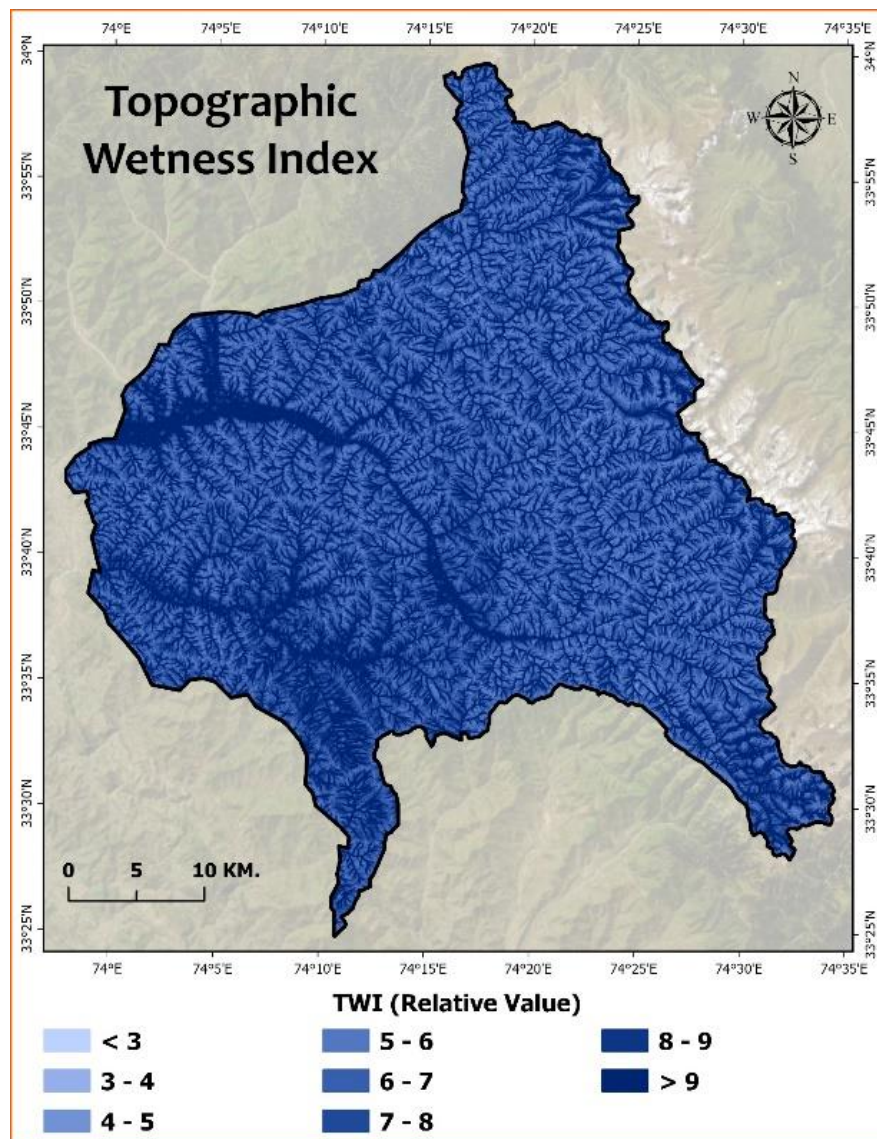 74°E 74°5'E 74°10'E 74°15'E 74°20'E 74°25'E 74°30'E 74°35'E
34°N
33°55'N
33°50'N
33°45'N
33°40'N
33°35'N
33°30'N
33°25'N
Topographic
Wetness Index
N
W E
S
34°N
33°55'N
33°50'N
33°45'N
33°40'N
33°35'N
33°30'N
33°25'N
0 5 10 KM.
74°E 74°5'E 74°10'E 74°15'E 74°20'E 74°25'E 74°30'E 74°35'E
TWI (Relative Value)
< 3 5 - 6 8 - 9
3 - 4 6 - 7 > 9
4 - 5 7 - 8